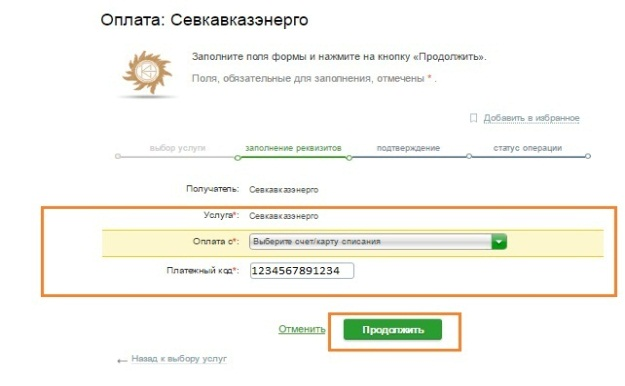 Оплата: Севкавказэнерго
Заполните поля формы и нажмите на кнопку «Продолжить».
Поля, обязательные для заполнения, отмечены * .
Добавить в избранное
выбор услуги заполнение реквизитов подтверждение статус операции
Получатель: Севкавказэнерго
Услуга*: Севкавказэнерго
Оплата с*: Выберите счет/карту списания
Платежный код*: 1234567891234
Отменить Продолжить
← Назад к выбору услуг